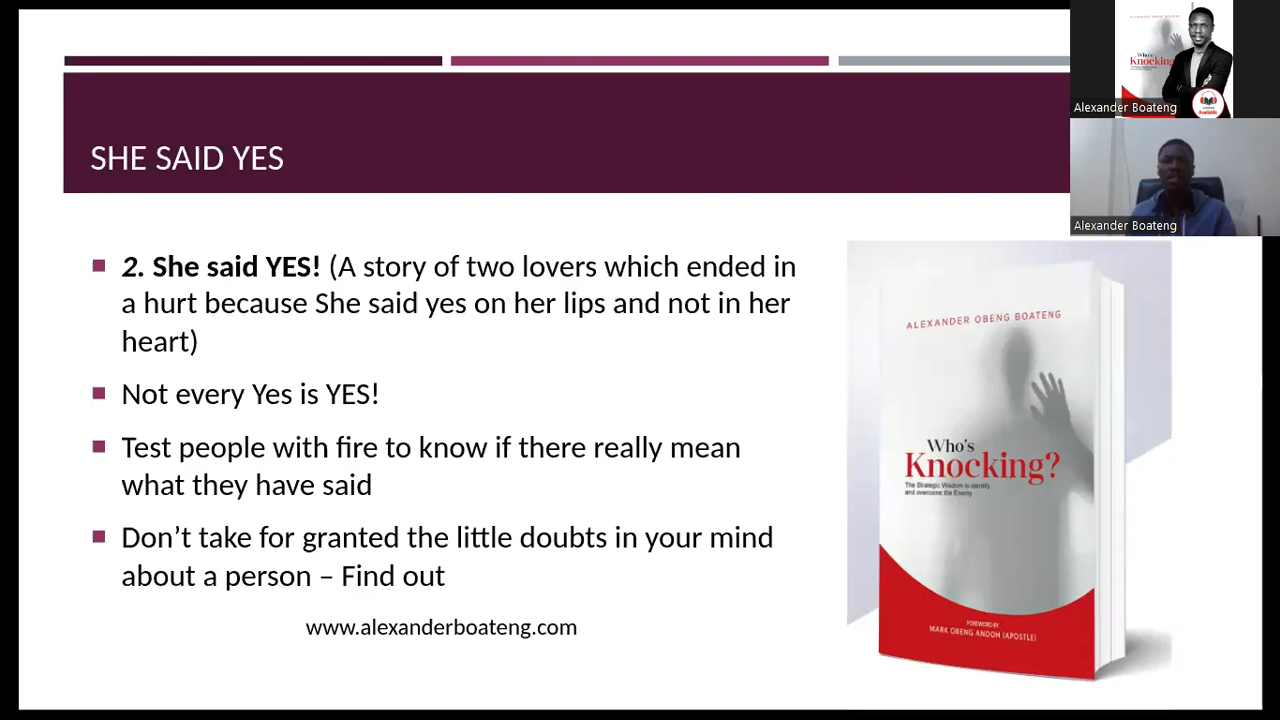 SHE SAID YES
2. She said YES! (A story of two lovers which ended in
a hurt because She said yes on her lips and not in her
heart)
Not every Yes is YES!
Test people with fire to know if there really mean
what they have said
Don’t take for granted the little doubts in your mind
about a person – Find out
www.alexanderboateng.com
ALEXANDER OBENG BOATENG
Who's
Knocking?
The Strategic Wisdom to Identify
and overcome the Enemy
FOREWORD BY
MARK OBENG ANDOH (APOSTLE)
Who's
Knocking
Alexander Boateng
Alexander Boateng